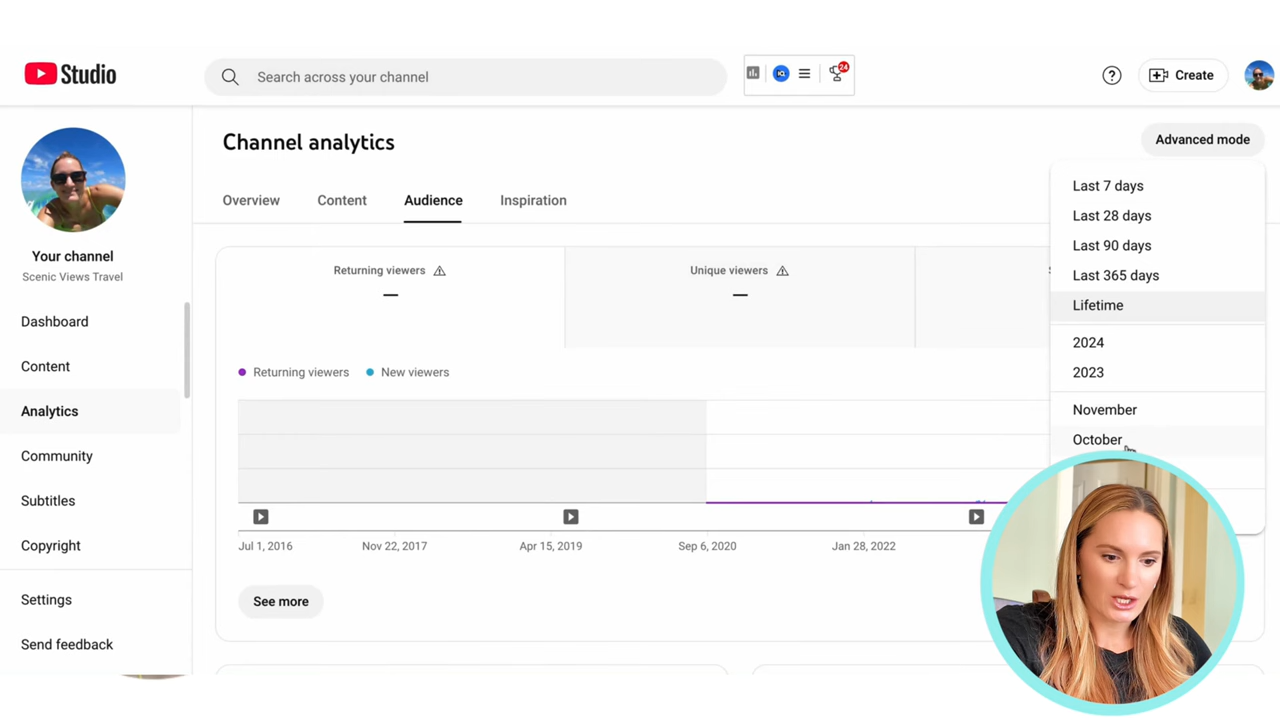 Studio
Search across your channel
IQ
24
Create
Channel analytics
Advanced mode
Overview
Content
Audience
Inspiration
Your channel
Scenic Views Travel
Dashboard
Content
Analytics
Community
Subtitles
Copyright
Settings
Send feedback
Returning viewers
—
Unique viewers
—
Returning viewers
New viewers
Jul 1, 2016
Nov 22, 2017
Apr 15, 2019
Sep 6, 2020
Jan 28, 2022
See more
Last 7 days
Last 28 days
Last 90 days
Last 365 days
Lifetime
2024
2023
November
October